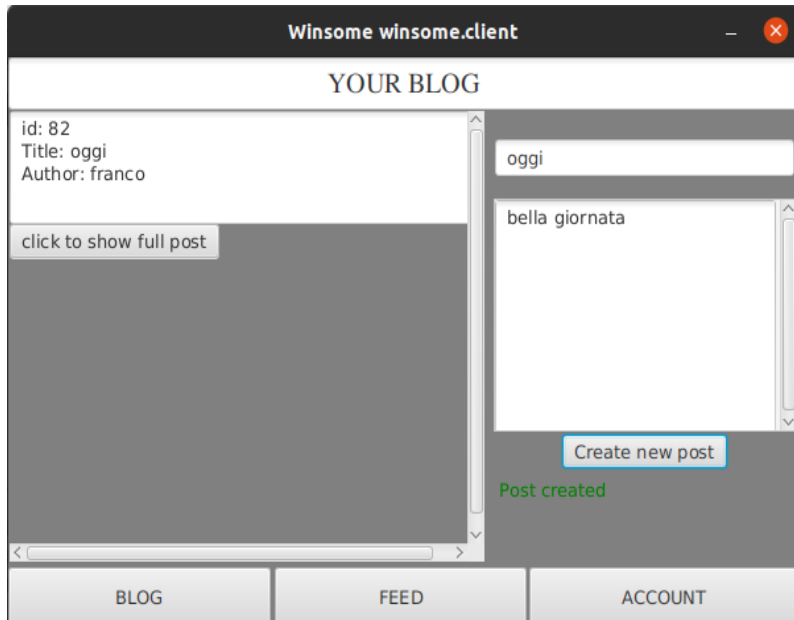 Winsome winsome.client
YOUR BLOG
id: 82
Title: oggi
Author: franco
click to show full post
oggi
bella giornata
Create new post
Post created
BLOG
FEED
ACCOUNT